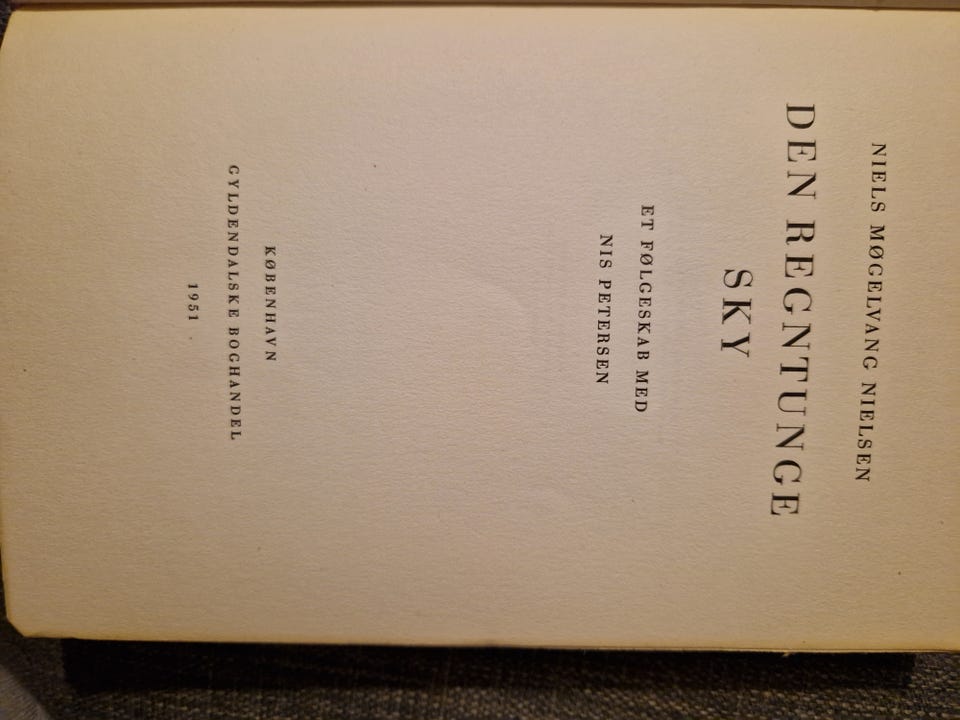 NIELS MØGELVANG NIELSEN
DEN REGNTUNGE
SKY
ET FØLGESKAB MED
NIS PETERSEN
KØBENHAVN
GYLDENDALSKE BOGHANDEL
1951